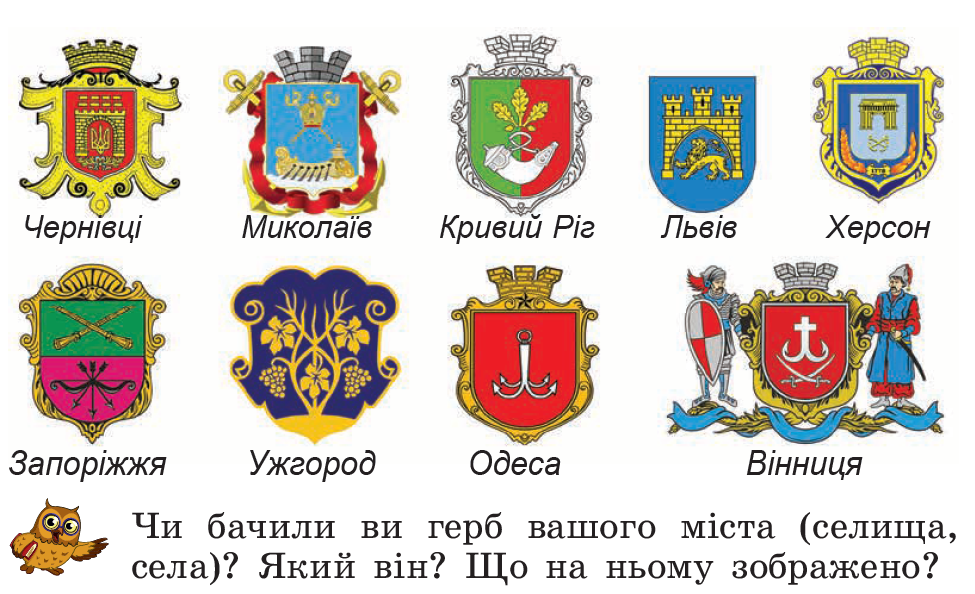 Чернівці Миколаїв Кривий Ріг Львів Херсон
Запоріжжя Ужгород Одеса Вінниця
Чи бачили ви герб вашого міста (селища,
села)? Який він? Що на ньому зображено?